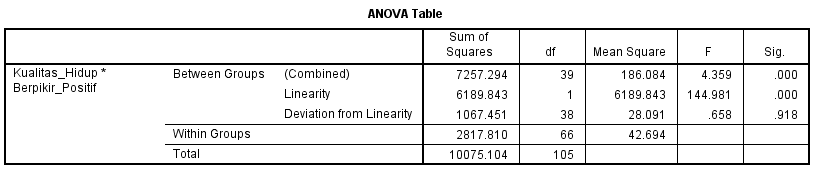 ANOVA Table
Sum of Squares df Mean Square F Sig.
Kualitas_Hidup * Berpikir_Positif Between Groups (Combined) 7257.294 39 186.084 4.359 .000
Linearity 6189.843 1 6189.843 144.981 .000
Deviation from Linearity 1067.451 38 28.091 .658 .918
Within Groups 2817.810 66 42.694
Total 10075.104 105